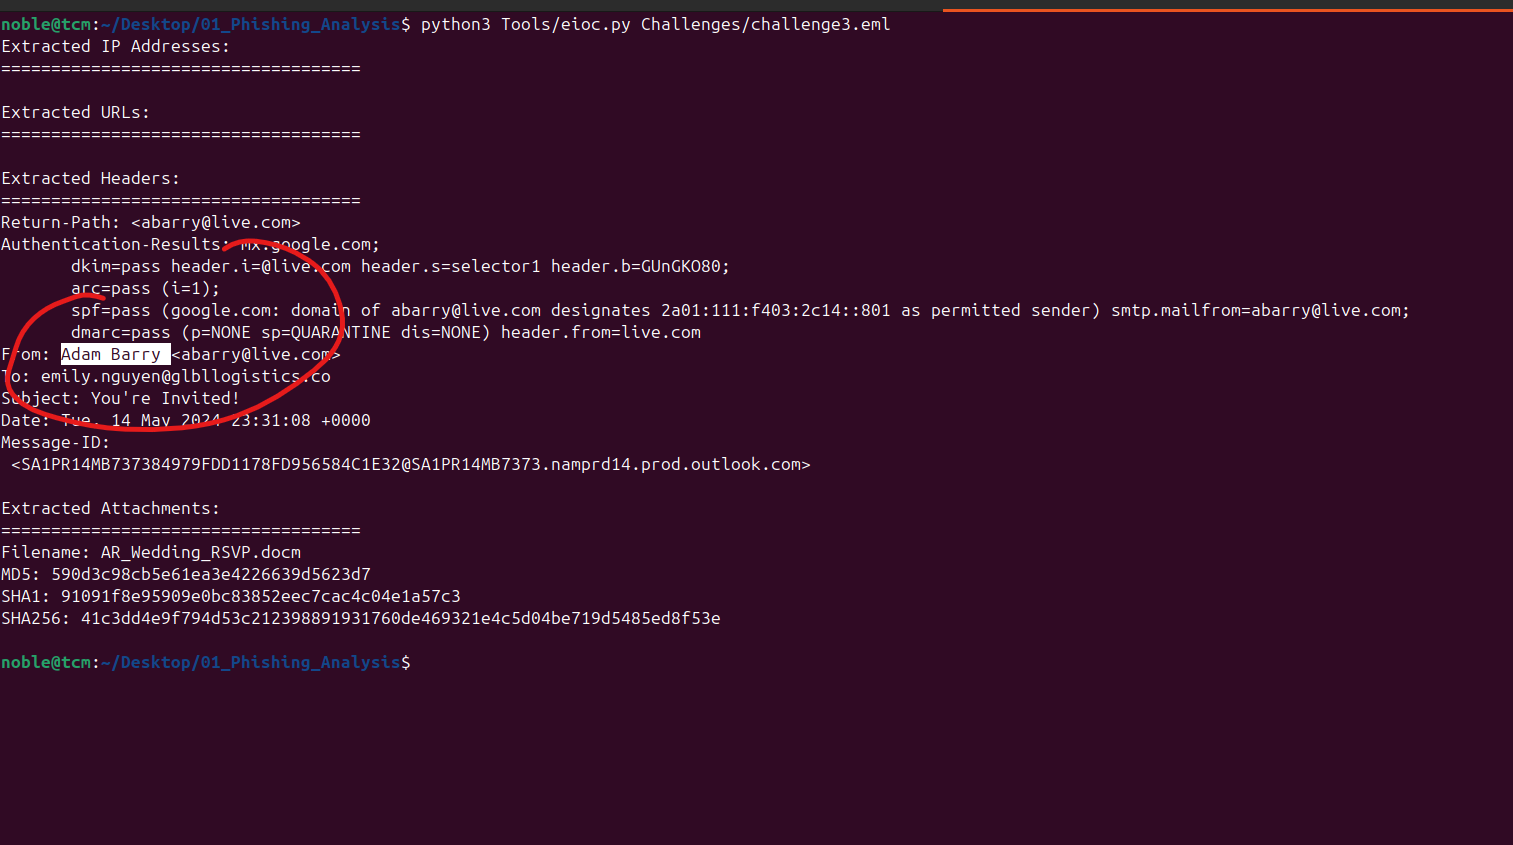 noble@tcm:~/Desktop/01_Phishing_Analysis$ python3 Tools/eioc.py Challenges/challenge3.eml
Extracted IP Addresses:
====================================
Extracted URLs:
====================================
Extracted Headers:
====================================
Return-Path: <abarry@live.com>
Authentication-Results: mx.google.com;
       dkim=pass header.i=@live.com header.s=selector1 header.b=GUnGKO80;
       arc=pass (i=1);
       spf=pass (google.com: domain of abarry@live.com designates 2a01:111:f403:2c14::801 as permitted sender) smtp.mailfrom=abarry@live.com;
       dmarc=pass (p=NONE sp=QUARANTINE dis=NONE) header.from=live.com
From: Adam Barry <abarry@live.com>
To: emily.nguyen@glbllogistics.co
Subject: You're Invited!
Date: Tue, 14 May 2024 23:31:08 +0000
Message-ID:
 <SA1PR14MB737384979FDD1178FD956584C1E32@SA1PR14MB7373.namprd14.prod.outlook.com>
Extracted Attachments:
====================================
Filename: AR_Wedding_RSVP.docm
MD5: 590d3c98cb5e61ea3e4226639d5623d7
SHA1: 91091f8e95909e0bc83852eec7cac4c04e1a57c3
SHA256: 41c3dd4e9f794d53c212398891931760de469321e4c5d04be719d5485ed8f53e
noble@tcm:~/Desktop/01_Phishing_Analysis$